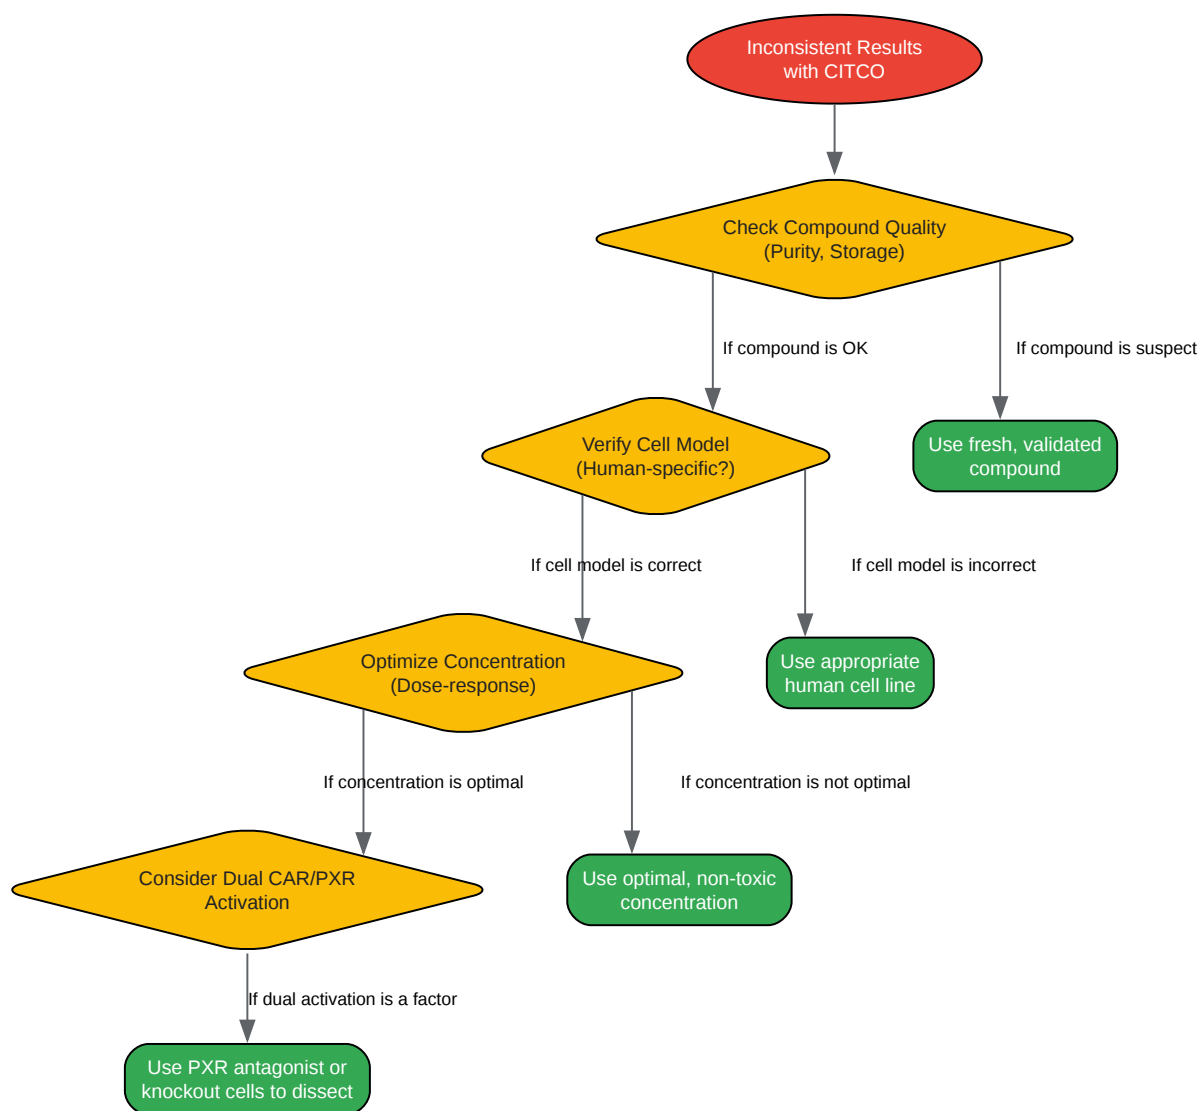 Inconsistent Results
with CITCO
Check Compound Quality
(Purity, Storage)
If compound is OK
If compound is suspect
Verify Cell Model
(Human-specific?)
Use fresh, validated
compound
If cell model is correct
If cell model is incorrect
Optimize Concentration
(Dose-response)
Use appropriate
human cell line
If concentration is optimal
If concentration is not optimal
Consider Dual CAR/PXR
Activation
Use optimal, non-toxic
concentration
If dual activation is a factor
Use PXR antagonist or
knockout cells to dissect